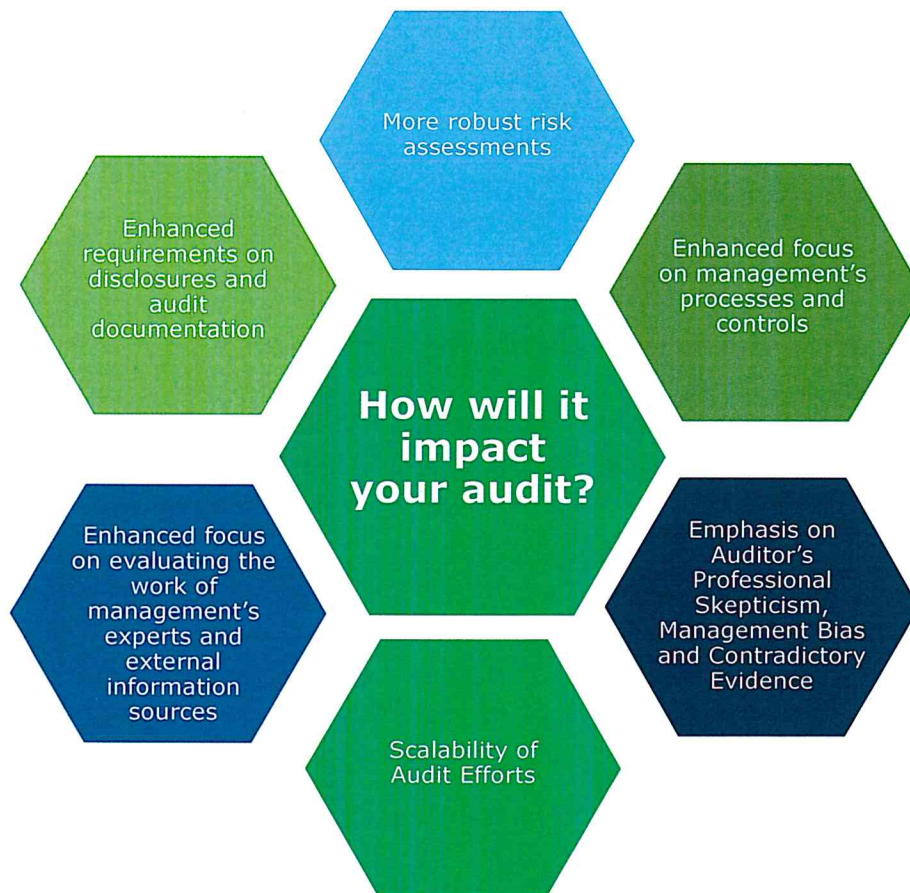 More robust risk
assessments
Enhanced
requirements on
disclosures and
audit
documentation
Enhanced focus
on management's
processes and
controls
How will it
impact
your audit?
Enhanced focus
on evaluating the
work of
management's
experts and
external
information
sources
Emphasis on
Auditor's
Professional
Skepticism,
Management Bias
and Contradictory
Evidence
Scalability of
Audit Efforts